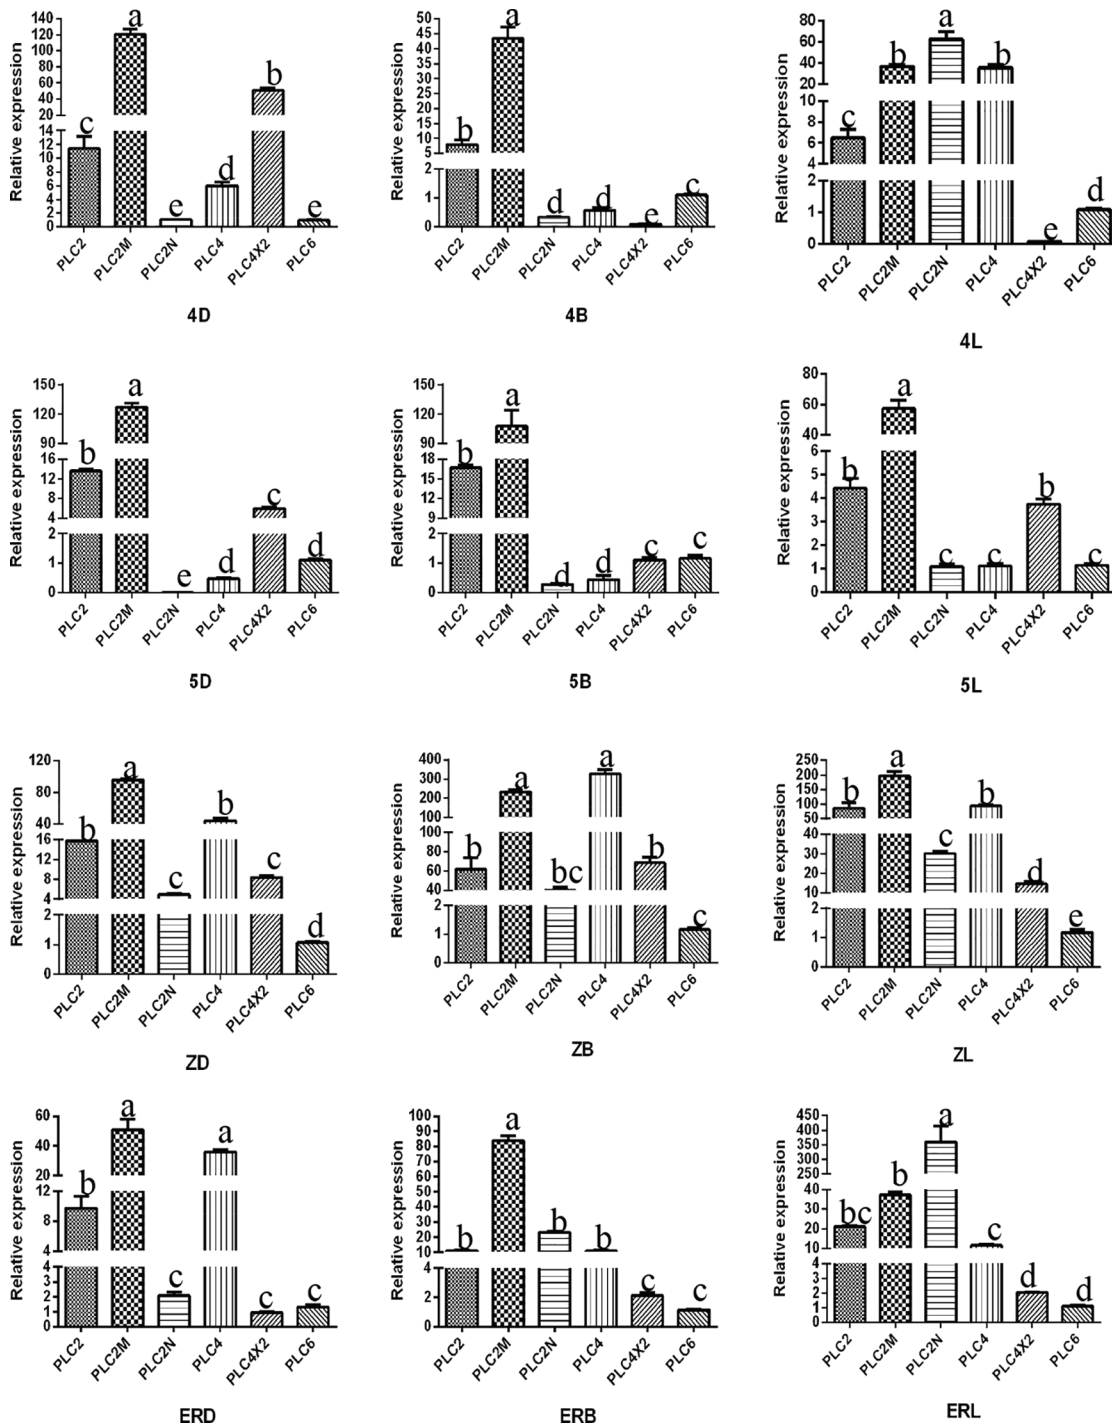 Relative expression
140
120
100
80
60
40
20
14
12
10
8
6
4
2
0
c a e d b e
PLC2 PLC2M PLC2N PLC4 PLC4X2 PLC6
4D
Relative expression
50
45
40
35
30
25
20
15
10
5
2
1
0
b a d d e c
PLC2 PLC2M PLC2N PLC4 PLC4X2 PLC6
4B
Relative expression
80
60
40
20
10
8
6
4
2
1
0
c b a b e d
PLC2 PLC2M PLC2N PLC4 PLC4X2 PLC6
4L
Relative expression
150
130
110
90
16
13
10
7
4
2
1
0
b a e d c d
PLC2 PLC2M PLC2N PLC4 PLC4X2 PLC6
5D
Relative expression
150
130
110
90
18
15
12
9
2
1
0
b a d d c c
PLC2 PLC2M PLC2N PLC4 PLC4X2 PLC6
5B
Relative expression
80
60
40
6
5
4
3
2
1
0
b a c c b c
PLC2 PLC2M PLC2N PLC4 PLC4X2 PLC6
5L
Relative expression
120
80
40
16
12
8
4
2
1
0
b a c b c d
PLC2 PLC2M PLC2N PLC4 PLC4X2 PLC6
ZD
Relative expression
400
300
200
100
100
80
60
40
2
1
0
b a bc a b c
PLC2 PLC2M PLC2N PLC4 PLC4X2 PLC6
ZB
Relative expression
250
200
150
100
50
40
30
20
10
2
1
0
b a c b d e
PLC2 PLC2M PLC2N PLC4 PLC4X2 PLC6
ZL
Relative expression
60
40
20
12
8
4
4
3
2
1
0
b a c a c c
PLC2 PLC2M PLC2N PLC4 PLC4X2 PLC6
ERD
Relative expression
100
90
80
70
60
50
40
30
20
10
4
2
0
b a b b c c
PLC2 PLC2M PLC2N PLC4 PLC4X2 PLC6
ERB
Relative expression
450
400
350
300
250
40
30
20
10
4
3
2
1
0
bc b a c d d
PLC2 PLC2M PLC2N PLC4 PLC4X2 PLC6
ERL